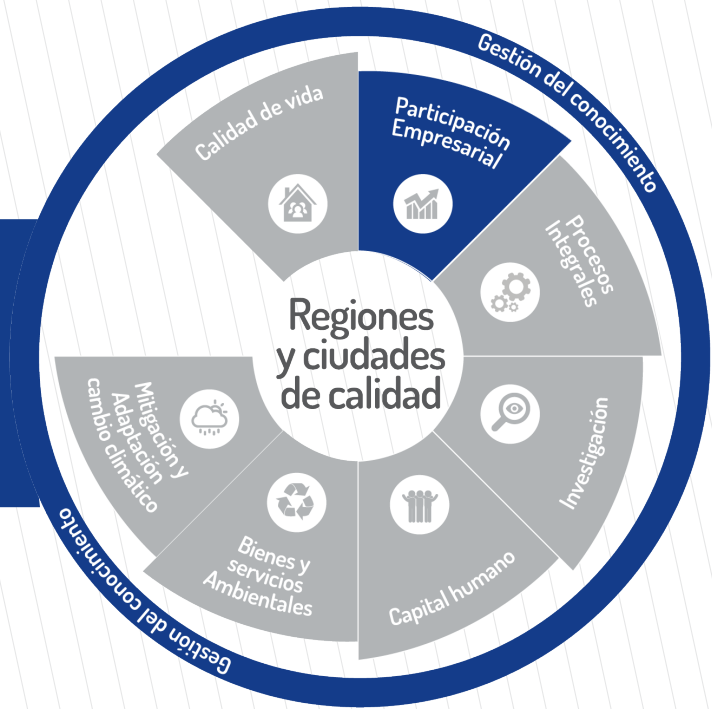 Gestión del conocimiento
Calidad de vida
Participación
Empresarial
Procesos
Integrales
Regiones
y ciudades
de calidad
Investigación
Capital humano
Bienes y
servicios
Ambientales
Mitigación y
Adaptación
cambio climático
Gestión del conocimiento